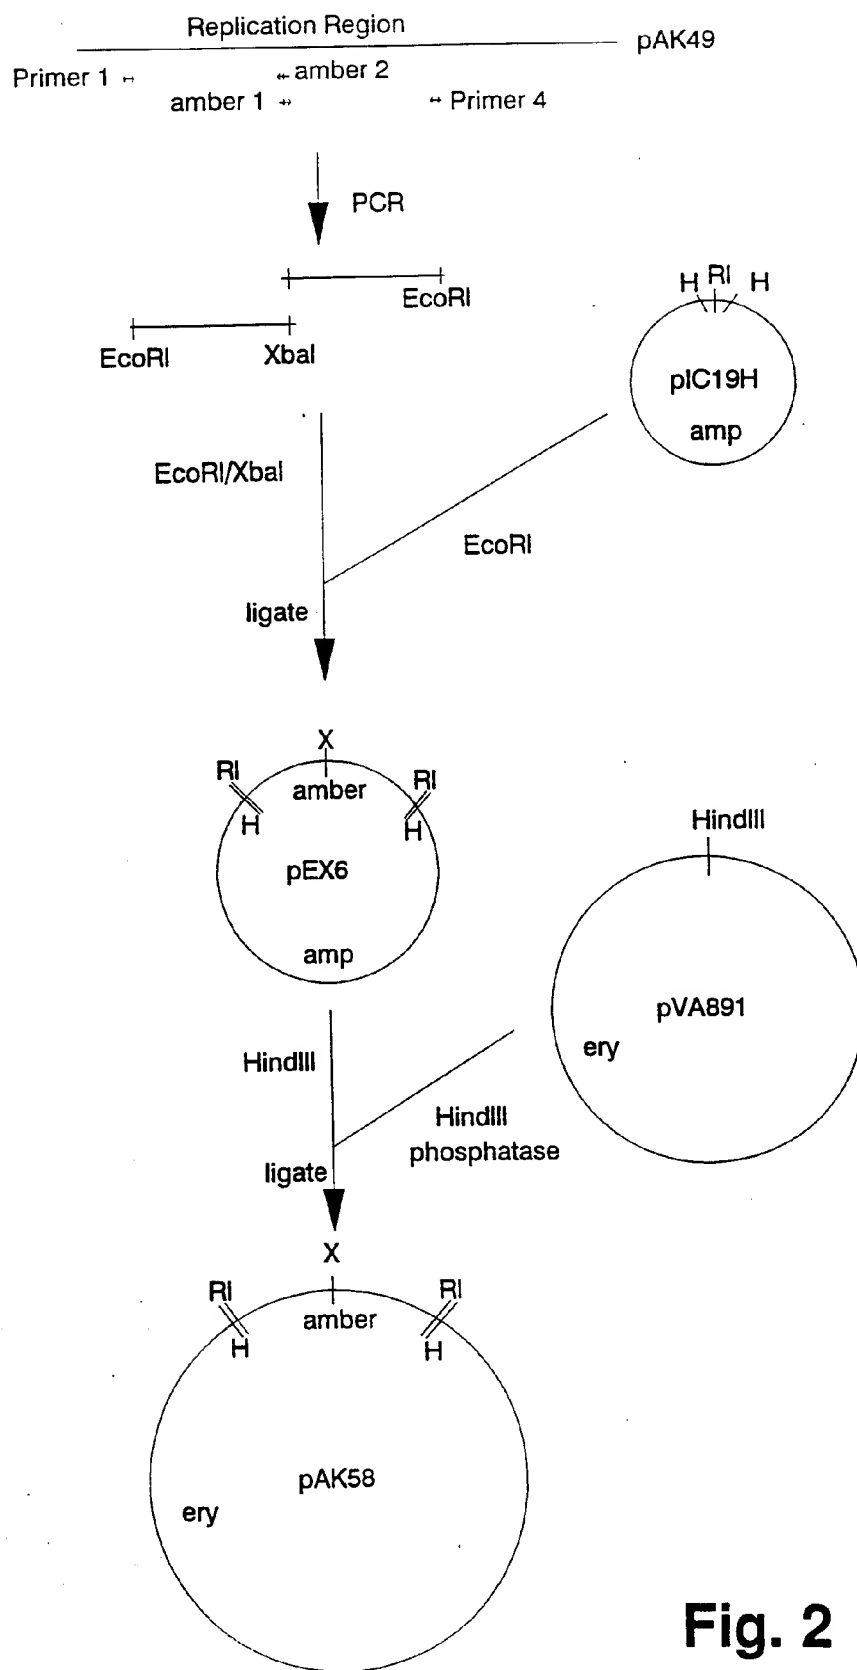 Replication Region
pAK49
Primer 1
amber 2
amber 1
Primer 4
PCR
EcoRI
EcoRI
XbaI
H RI H
pIC19H
amp
EcoRI/XbaI
EcoRI
ligate
X
RI
amber
RI
H
H
pEX6
amp
HindIII
pVA891
ery
HindIII
HindIII
phosphatase
ligate
X
RI
RI
amber
H
H
pAK58
ery
Fig. 2